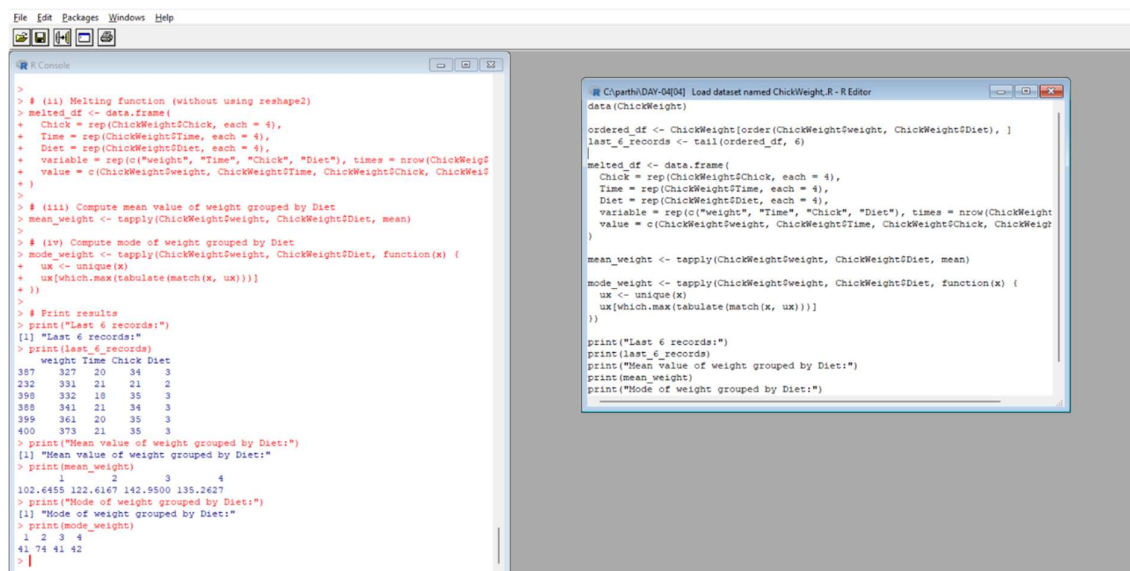 File Edit Packages Windows Help
R Console
>
> # (ii) Melting function (without using reshape2)
> melted_df <- data.frame(
+   Chick = rep(ChickWeight$Chick, each = 4),
+   Time = rep(ChickWeight$Time, each = 4),
+   Diet = rep(ChickWeight$Diet, each = 4),
+   variable = rep(c("weight", "Time", "Chick", "Diet"), times = nrow(ChickWeig$
+   value = c(ChickWeight$weight, ChickWeight$Time, ChickWeight$Chick, ChickWei$
+ )
>
> # (iii) Compute mean value of weight grouped by Diet
> mean_weight <- tapply(ChickWeight$weight, ChickWeight$Diet, mean)
>
> # (iv) Compute mode of weight grouped by Diet
> mode_weight <- tapply(ChickWeight$weight, ChickWeight$Diet, function(x) {
+   ux <- unique(x)
+   ux[which.max(tabulate(match(x, ux)))]
+ })
>
> # Print results
> print("Last 6 records:")
[1] "Last 6 records:"
> print(last_6_records)
    weight Time Chick Diet
387    327   20    34    3
232    331   21    21    2
398    332   18    35    3
388    341   21    34    3
399    361   20    35    3
400    373   21    35    3
> print("Mean value of weight grouped by Diet:")
[1] "Mean value of weight grouped by Diet:"
> print(mean_weight)
       1        2        3        4
102.6455 122.6167 142.9500 135.2627
> print("Mode of weight grouped by Diet:")
[1] "Mode of weight grouped by Diet:"
> print(mode_weight)
 1  2  3  4
41 74 41 42
>
C:\parthi\DAY-04[04] Load dataset named ChickWeight,.R - R Editor
data(ChickWeight)
ordered_df <- ChickWeight[order(ChickWeight$weight, ChickWeight$Diet), ]
last_6_records <- tail(ordered_df, 6)
melted_df <- data.frame(
  Chick = rep(ChickWeight$Chick, each = 4),
  Time = rep(ChickWeight$Time, each = 4),
  Diet = rep(ChickWeight$Diet, each = 4),
  variable = rep(c("weight", "Time", "Chick", "Diet"), times = nrow(ChickWeight
  value = c(ChickWeight$weight, ChickWeight$Time, ChickWeight$Chick, ChickWeigh
)
mean_weight <- tapply(ChickWeight$weight, ChickWeight$Diet, mean)
mode_weight <- tapply(ChickWeight$weight, ChickWeight$Diet, function(x) {
  ux <- unique(x)
  ux[which.max(tabulate(match(x, ux)))]
})
print("Last 6 records:")
print(last_6_records)
print("Mean value of weight grouped by Diet:")
print(mean_weight)
print("Mode of weight grouped by Diet:")